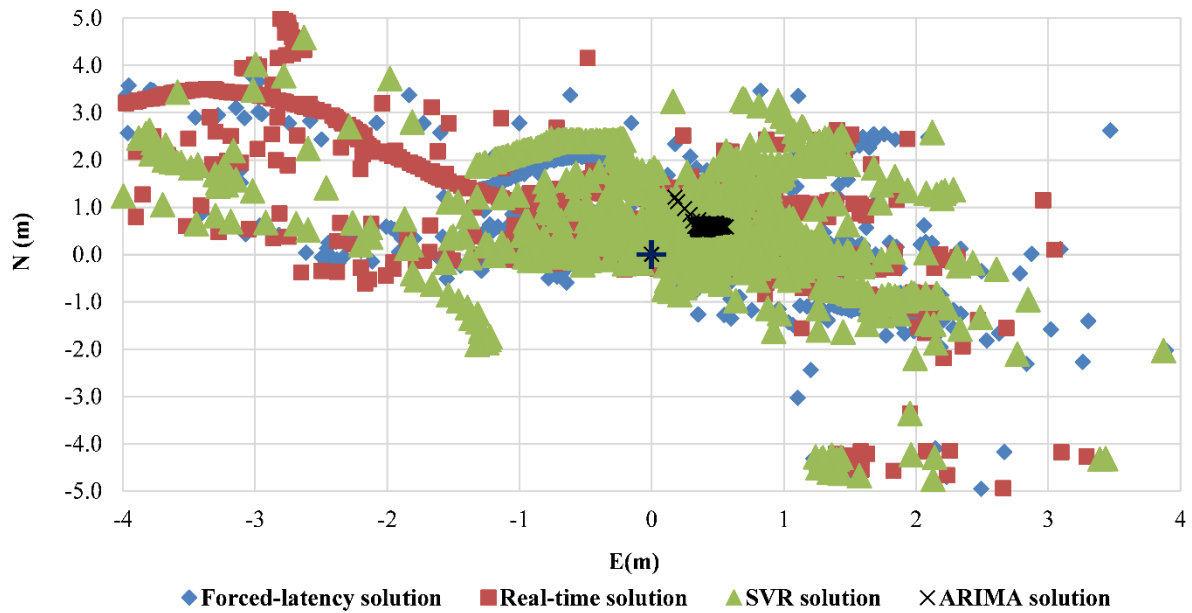 5.0
4.0
3.0
2.0
1.0
0.0
-1.0
-2.0
-3.0
-4.0
-5.0
N (m)
-4 -3 -2 -1 0 1 2 3 4
E(m)
Forced-latency solution Real-time solution SVR solution ARIMA solution